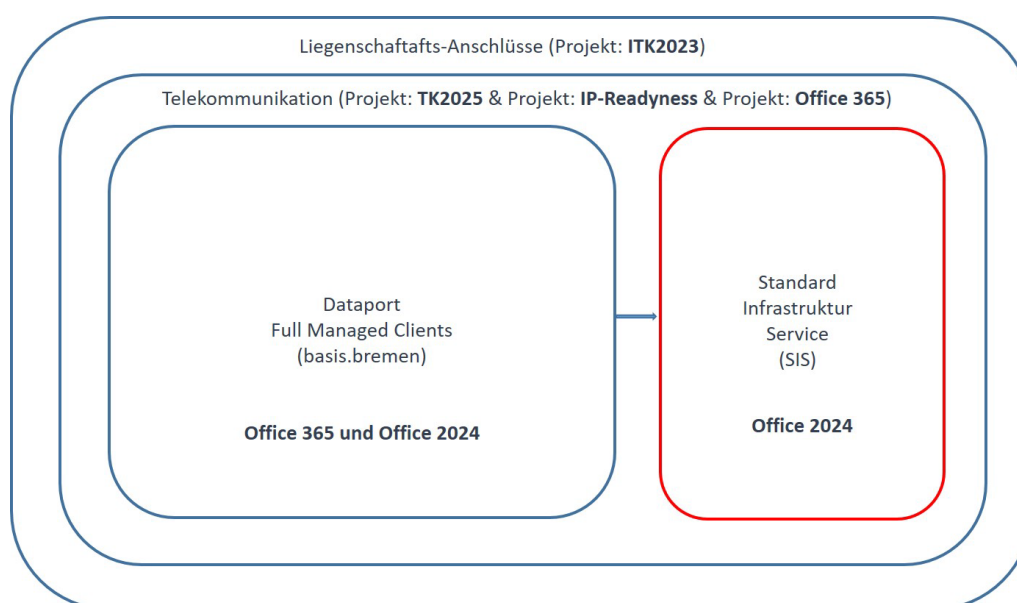 Liegenschaftafts-Anschlüsse (Projekt: ITK2023)
Telekommunikation (Projekt: TK2025 & Projekt: IP-Readyness & Projekt: Office 365)
Dataport
Full Managed Clients
(basis.bremen)
Office 365 und Office 2024
Standard
Infrastruktur
Service
(SIS)
Office 2024